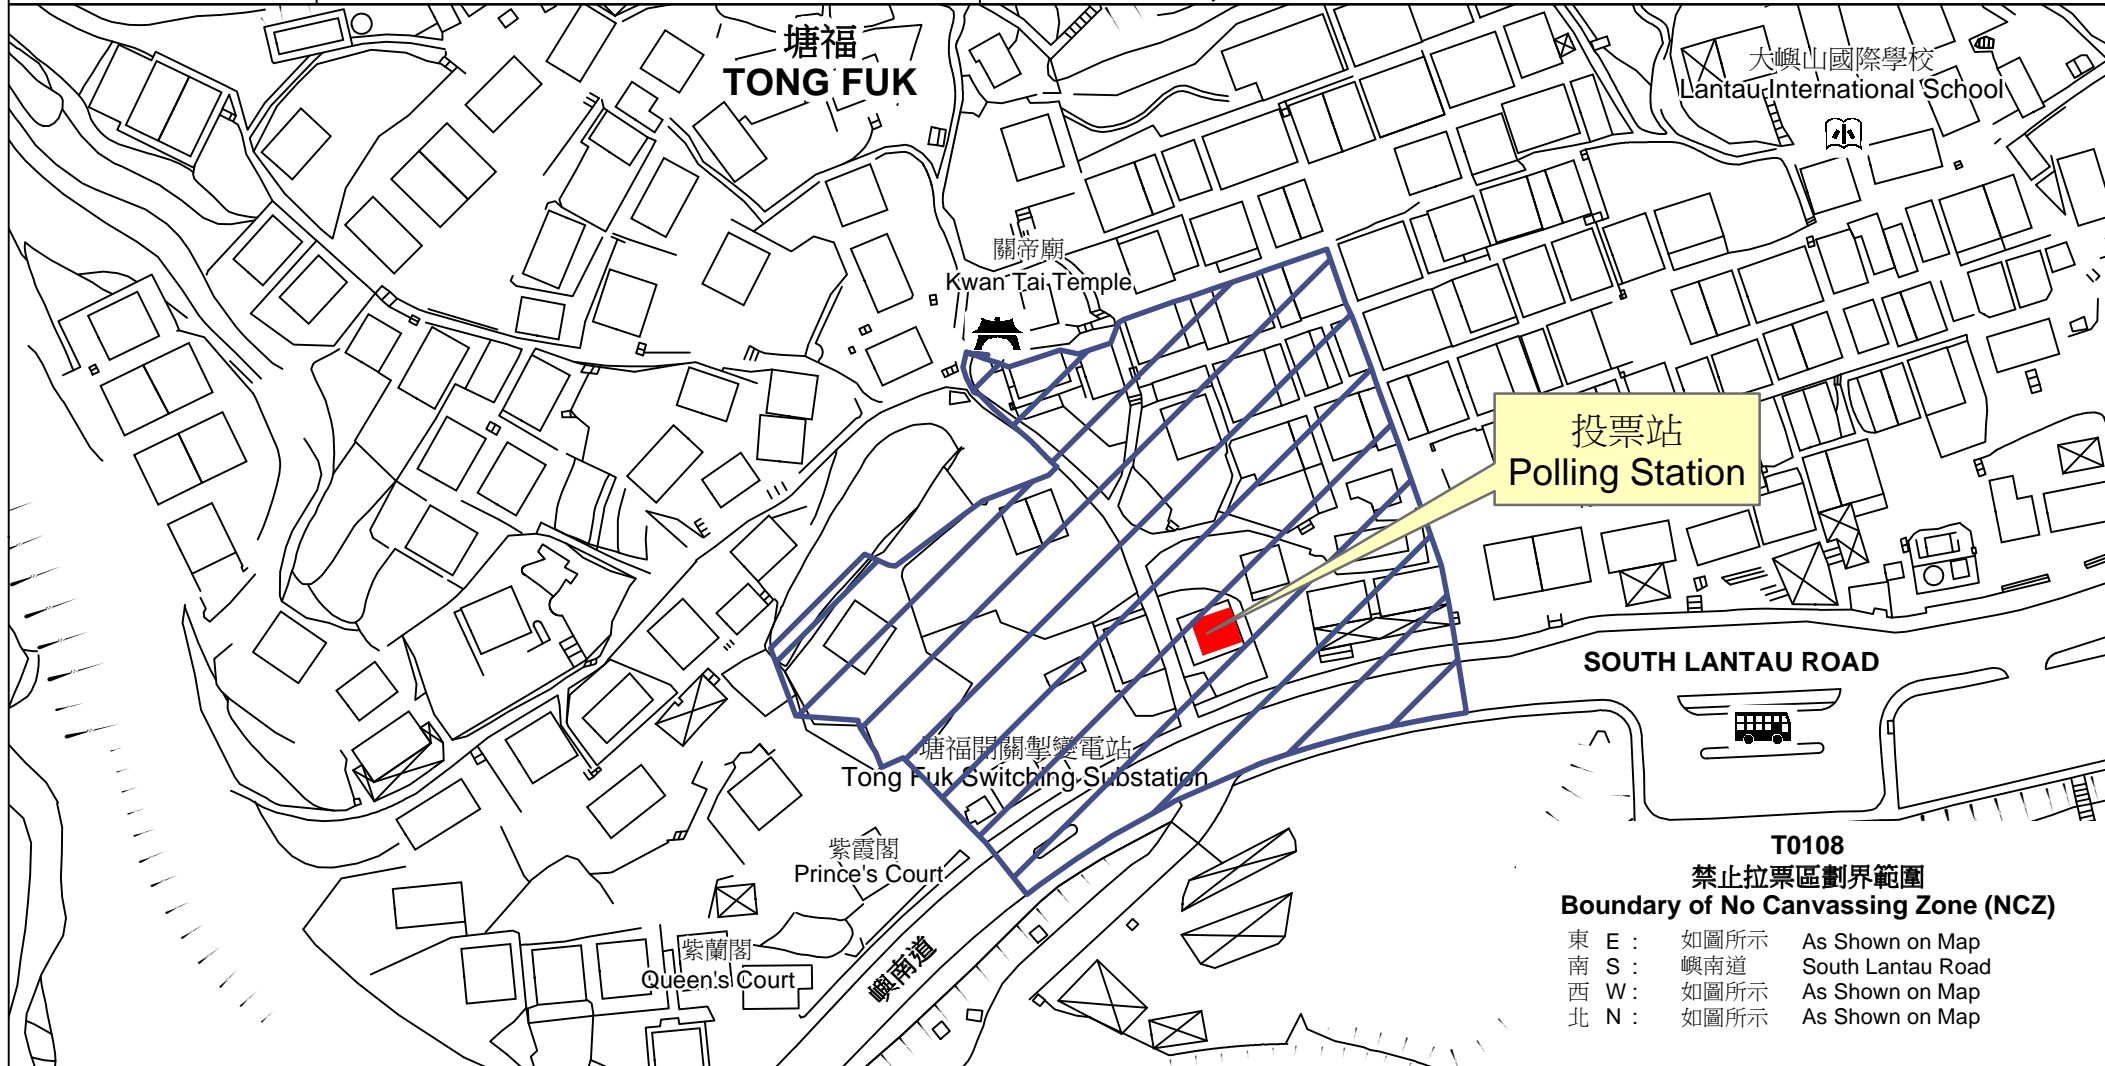 塘福
TONG FUK
大嶼山國際學校
Lantau International School
關帝廟
Kwan Tai Temple
投票站
Polling Station
SOUTH LANTAU ROAD
塘福開關掣變電站
Tong Fuk Switching Substation
紫霞閣
Prince's Court
紫蘭閣
Queen's Court
嶼南道
T0108
禁止拉票區劃界範圍
Boundary of No Canvassing Zone (NCZ)
東 E : 如圖所示 As Shown on Map
南 S : 嶼南道 South Lantau Road
西 W : 如圖所示 As Shown on Map
北 N : 如圖所示 As Shown on Map